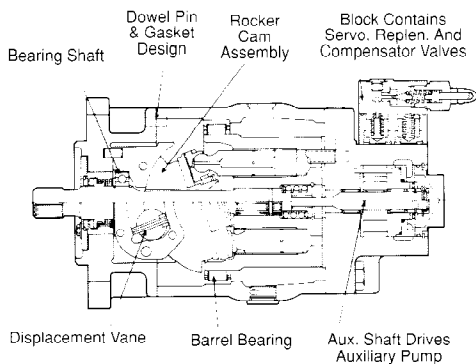 Dowel Pin
& Gasket
Design
Rocker
Cam
Assembly
Block Contains
Servo, Replen. And
Compensator Valves
Bearing Shaft
Displacement Vane
Barrel Bearing
Aux. Shaft Drives
Auxiliary Pump